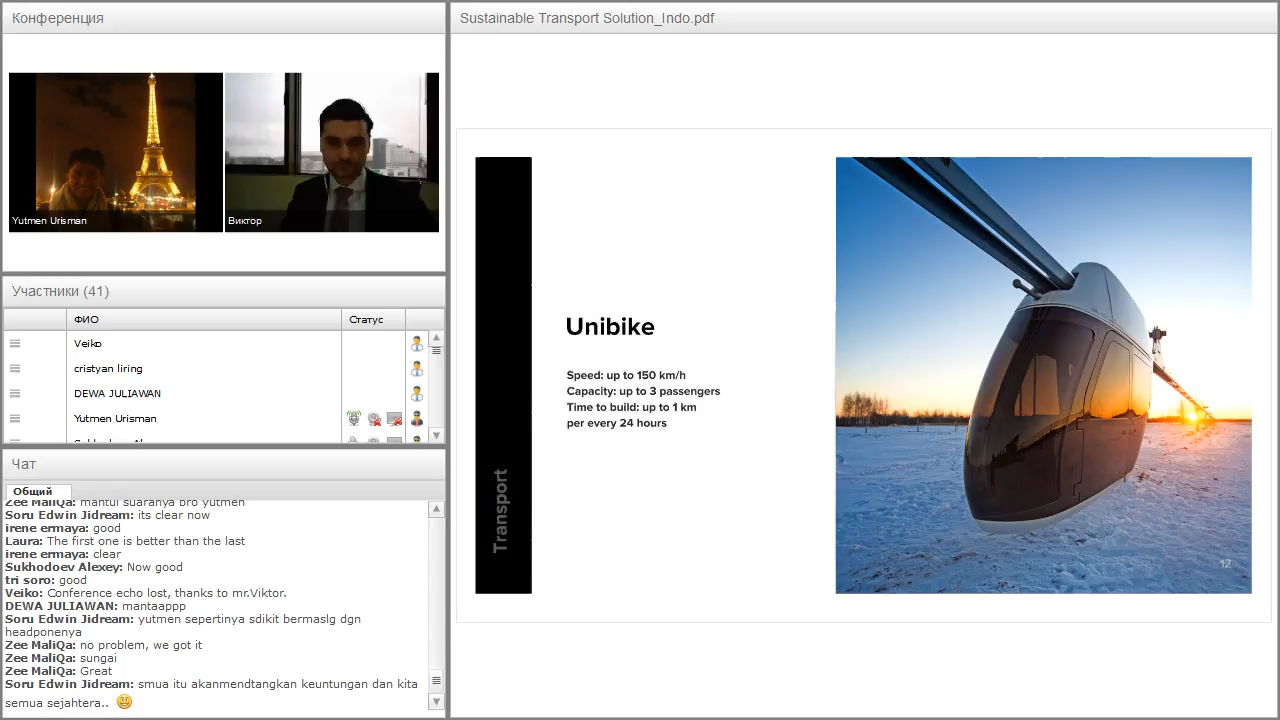 Конференция
Yutmen Urisman
Виктор
Участники (41)
ФИО
Статус
Veiko
cristyan liring
DEWA JULIAWAN
Yutmen Urisman
Чат
Общий
Zee MaliQa: mantul suaranya bro yutmen
Soru Edwin Jidream: its clear now
irene ermaya: good
Laura: The first one is better than the last
irene ermaya: clear
Sukhodoev Alexey: Now good
tri soro: good
Veiko: Conference echo lost, thanks to mr.Viktor.
DEWA JULIAWAN: mantaappp
Soru Edwin Jidream: yutmen sepertinya sdikit bermaslg dgn
headponenya
Zee MaliQa: no problem, we got it
Zee MaliQa: sungai
Zee MaliQa: Great
Soru Edwin Jidream: smua itu akanmendtangkan keuntungan dan kita
semua sejahtera..
Sustainable Transport Solution_Indo.pdf
Transport
Unibike
Speed: up to 150 km/h
Capacity: up to 3 passengers
Time to build: up to 1 km
per every 24 hours
12